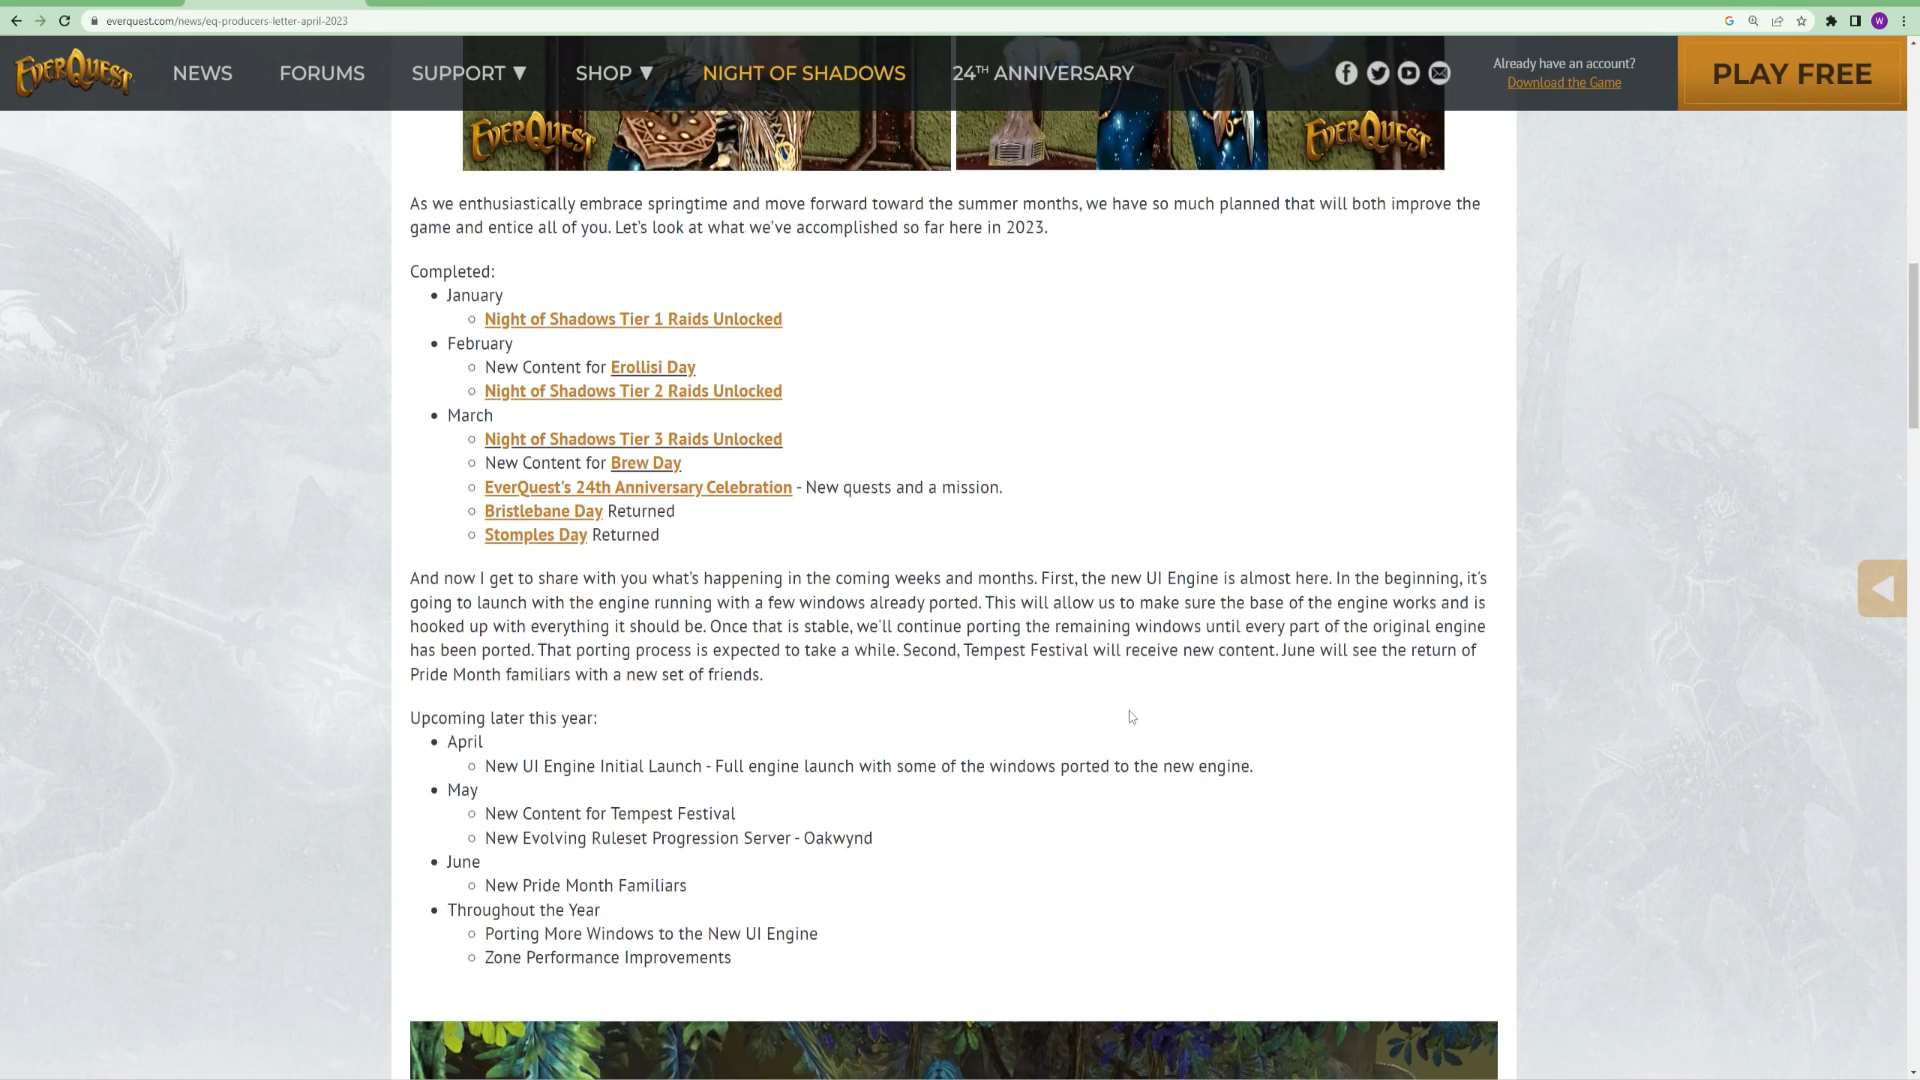 everquest.com/news/eq-producers-letter-april-2023
W
EVERQUEST
NEWS
FORUMS
SUPPORT ▼
SHOP ▼
NIGHT OF SHADOWS
24TH ANNIVERSARY
Already have an account?
Download the Game
PLAY FREE
EVERQUEST
EVERQUEST
As we enthusiastically embrace springtime and move forward toward the summer months, we have so much planned that will both improve the
game and entice all of you. Let's look at what we've accomplished so far here in 2023.
Completed:
January
Night of Shadows Tier 1 Raids Unlocked
February
New Content for Erollisi Day
Night of Shadows Tier 2 Raids Unlocked
March
Night of Shadows Tier 3 Raids Unlocked
New Content for Brew Day
EverQuest's 24th Anniversary Celebration - New quests and a mission.
Bristlebane Day Returned
Stomples Day Returned
And now I get to share with you what's happening in the coming weeks and months. First, the new UI Engine is almost here. In the beginning, it's
going to launch with the engine running with a few windows already ported. This will allow us to make sure the base of the engine works and is
hooked up with everything it should be. Once that is stable, we'll continue porting the remaining windows until every part of the original engine
has been ported. That porting process is expected to take a while. Second, Tempest Festival will receive new content. June will see the return of
Pride Month familiars with a new set of friends.
Upcoming later this year:
April
New UI Engine Initial Launch - Full engine launch with some of the windows ported to the new engine.
May
New Content for Tempest Festival
New Evolving Ruleset Progression Server - Oakwynd
June
New Pride Month Familiars
Throughout the Year
Porting More Windows to the New UI Engine
Zone Performance Improvements